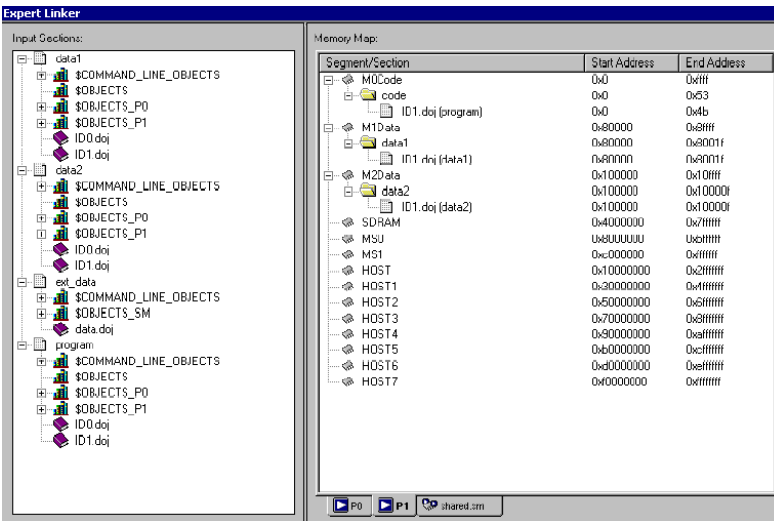 Expert Linker
Input Sections:
data1
$COMMAND_LINE_OBJECTS
$OBJECTS
$OBJECTS_P0
$OBJECTS_P1
ID0.doj
ID1.doj
data2
$COMMAND_LINE_OBJECTS
$OBJECTS
$OBJECTS_P0
$OBJECTS_P1
ID0.doj
ID1.doj
ext_data
$COMMAND_LINE_OBJECTS
$OBJECTS_SM
data.doj
program
$COMMAND_LINE_OBJECTS
$OBJECTS
$OBJECTS_P0
$OBJECTS_P1
ID0.doj
ID1.doj
Memory Map:
Segment/Section Start Address End Address
M0Code 0x0 0xffff
code 0x0 0x53
ID1.doj (program) 0x0 0x4b
M1Data 0x80000 0x8ffff
data1 0x80000 0x8001f
ID1.doj (data1) 0x80000 0x8001f
M2Data 0x100000 0x10ffff
data2 0x100000 0x10000f
ID1.doj (data2) 0x100000 0x10000f
SDRAM 0x4000000 0x7ffffff
MS0 0x8000000 0xbffffff
MS1 0xc000000 0xfffffff
HOST 0x10000000 0x2fffffff
HOST1 0x30000000 0x4fffffff
HOST2 0x50000000 0x6fffffff
HOST3 0x70000000 0x8fffffff
HOST4 0x90000000 0xafffffff
HOST5 0xb0000000 0xcfffffff
HOST6 0xd0000000 0xefffffff
HOST7 0xf0000000 0xffffffff
P0 P1 shared.sm